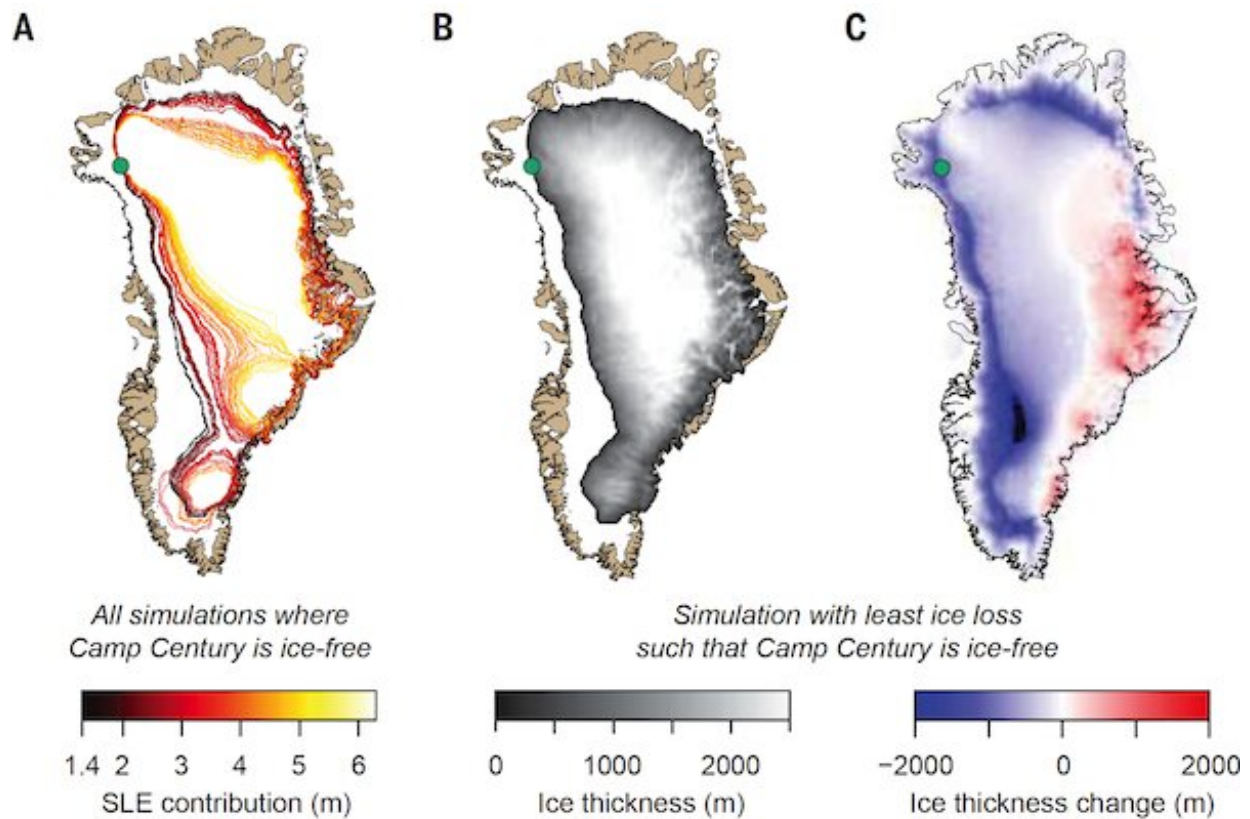 A
B
C
All simulations where
Camp Century is ice-free
Simulation with least ice loss
such that Camp Century is ice-free
1.4 2 3 4 5 6
SLE contribution (m)
0 1000 2000
Ice thickness (m)
−2000 0 2000
Ice thickness change (m)